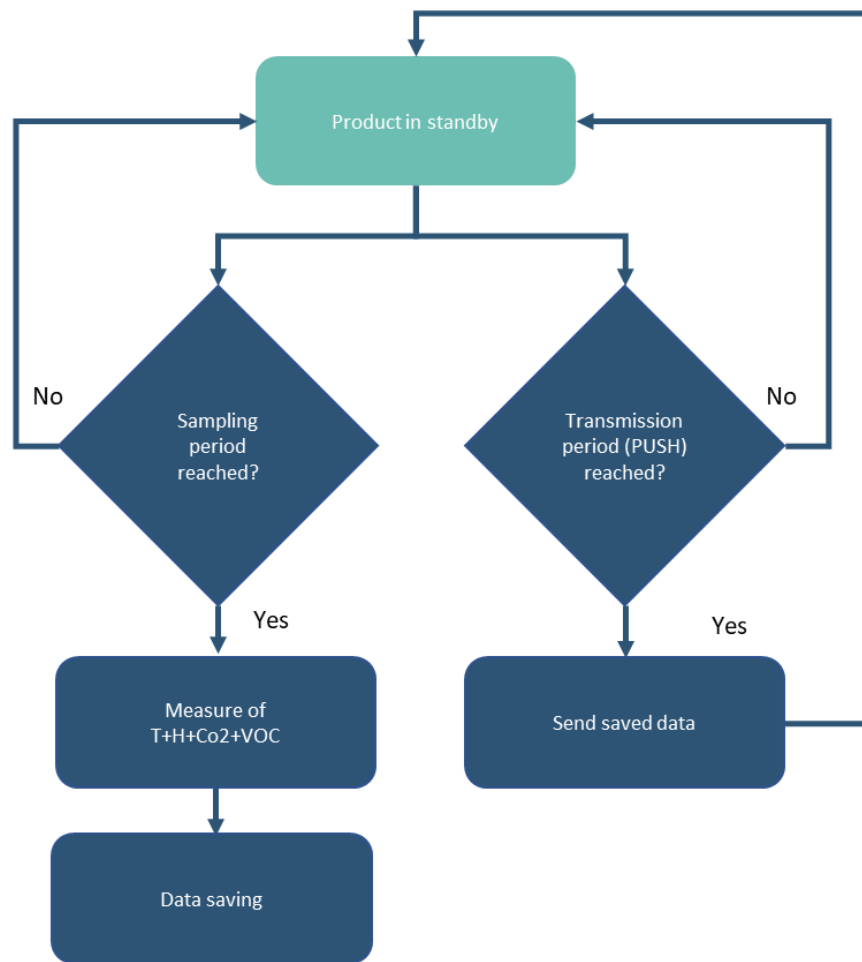 Product in standby
No
Sampling
period
reached?
Transmission
period (PUSH)
reached?
No
Yes
Yes
Measure of
T+H+Co2+VOC
Send saved data
Data saving